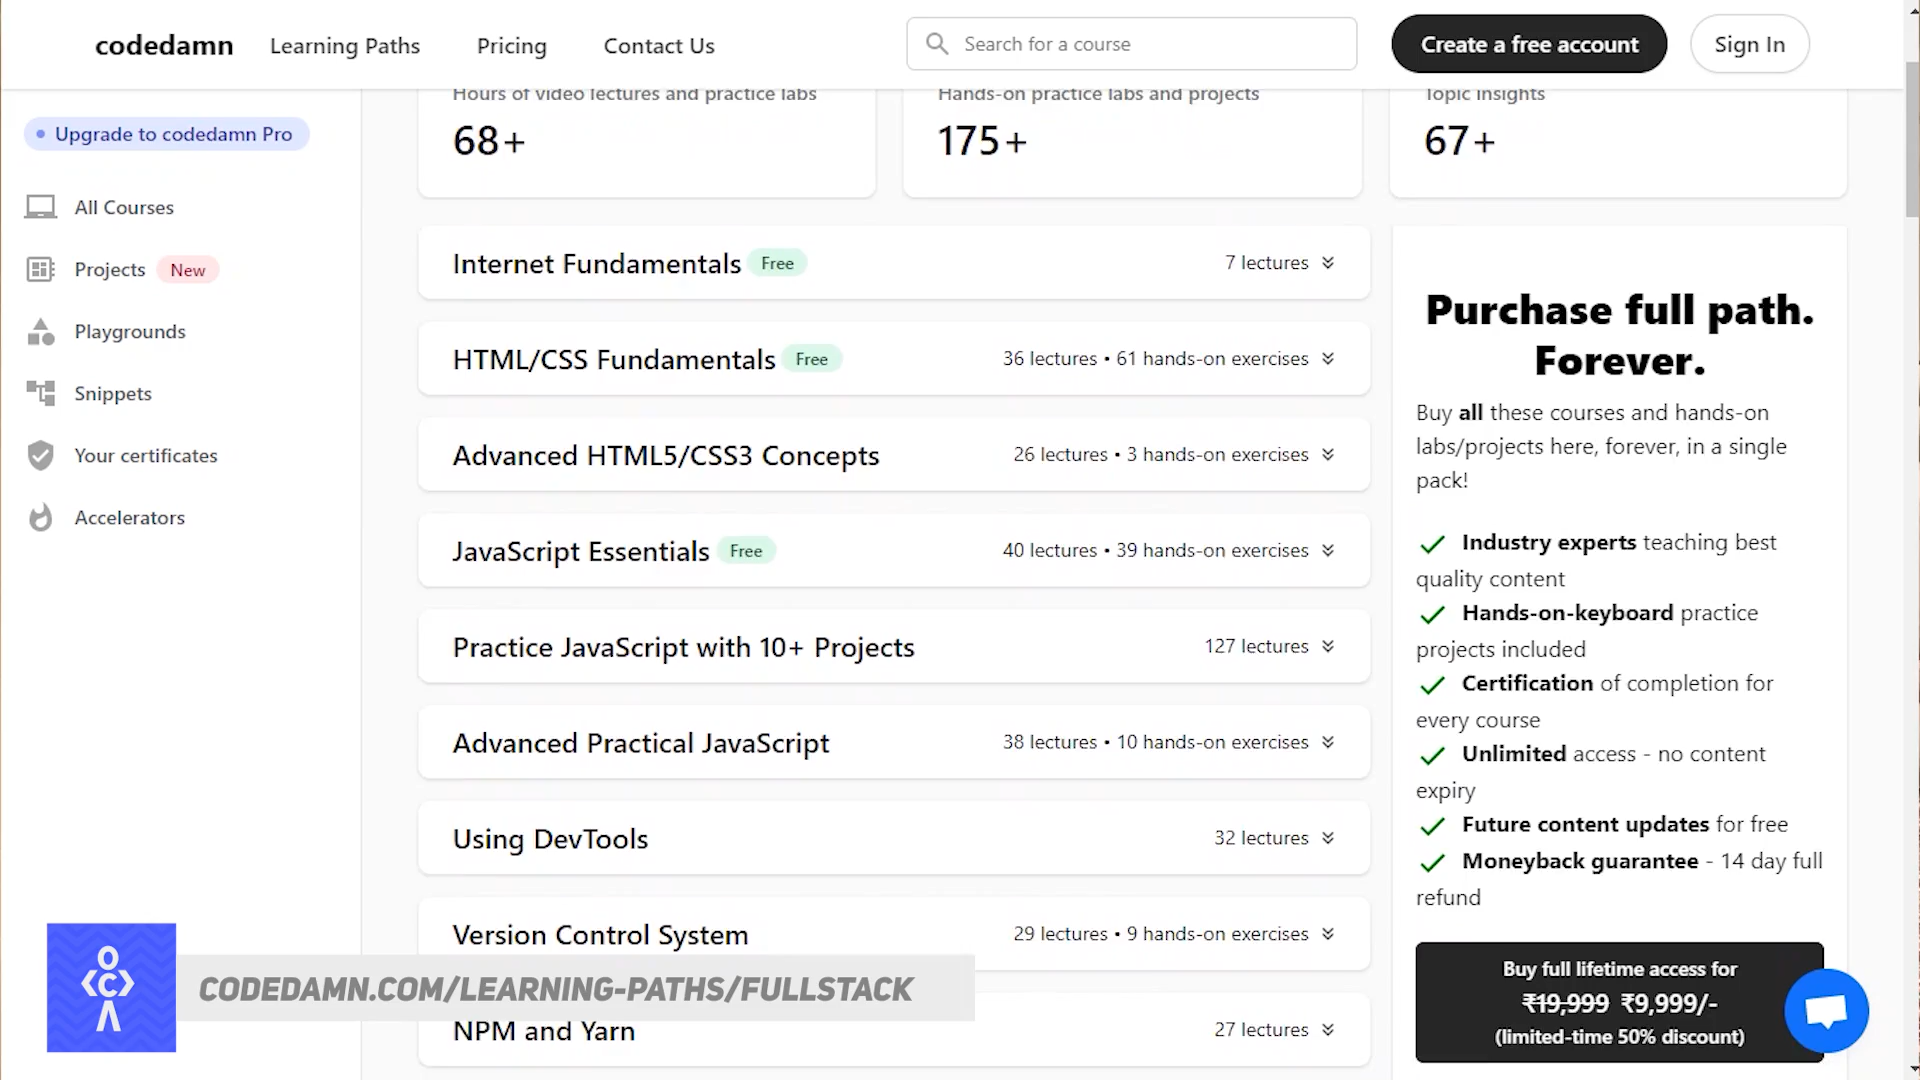 codedamn
Learning Paths
Pricing
Contact Us
Search for a course
Create a free account
Sign In
Upgrade to codedamn Pro
All Courses
Projects New
Playgrounds
Snippets
Your certificates
Accelerators
Hours of video lectures and practice labs
68+
Hands-on practice labs and projects
175+
Topic insights
67+
Internet Fundamentals Free 7 lectures
HTML/CSS Fundamentals Free 36 lectures • 61 hands-on exercises
Advanced HTML5/CSS3 Concepts 26 lectures • 3 hands-on exercises
JavaScript Essentials Free 40 lectures • 39 hands-on exercises
Practice JavaScript with 10+ Projects 127 lectures
Advanced Practical JavaScript 38 lectures • 10 hands-on exercises
Using DevTools 32 lectures
Version Control System 29 lectures • 9 hands-on exercises
NPM and Yarn 27 lectures
Purchase full path.
Forever.
Buy all these courses and hands-on
labs/projects here, forever, in a single
pack!
Industry experts teaching best
quality content
Hands-on-keyboard practice
projects included
Certification of completion for
every course
Unlimited access - no content
expiry
Future content updates for free
Moneyback guarantee - 14 day full
refund
Buy full lifetime access for
₹19,999 ₹9,999/-
(limited-time 50% discount)
CODEDAMN.COM/LEARNING-PATHS/FULLSTACK